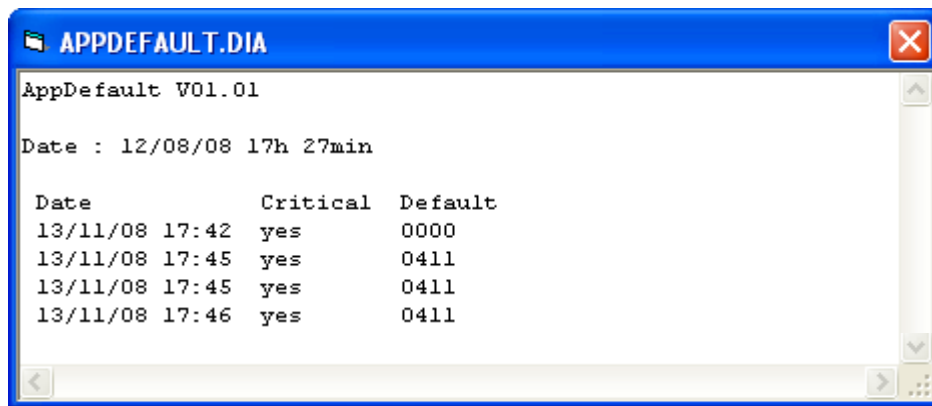 APPDEFAULT.DIA
AppDefault V01.01
Date : 12/08/08 17h 27min
Date Critical Default
13/11/08 17:42 yes 0000
13/11/08 17:45 yes 0411
13/11/08 17:45 yes 0411
13/11/08 17:46 yes 0411